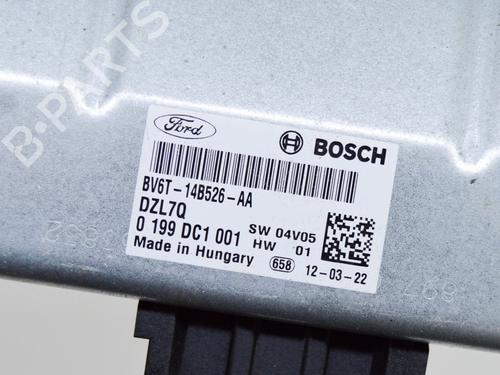 B-PARTS
Ford
BOSCH
BV6T-14B526-AA
DZL7Q
0 199 DC1 001 SW 04V05
HW 01
Made in Hungary 658 12-03-22